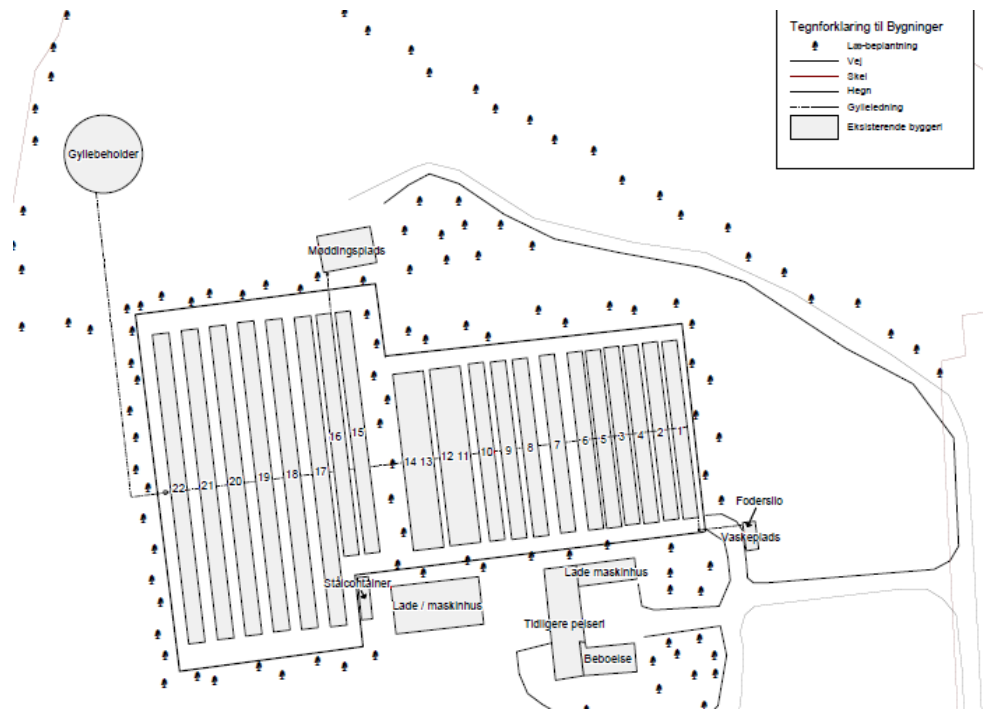 Tegnforklaring til Bygninger
Læ-beplantning
Vej
Skel
Hegn
Gylleledning
Eksisterende byggeri
Gyllebeholder
Møddingsplads
16 15
14 13 12 11 10 9 8 7 6 5 3 4 2 1
22 21 20 19 18 17
Fodersilo
Vaskeplads
Stålcontainer
Lade maskinhus
Lade / maskinhus
Tidligere pelseri
Beboelse